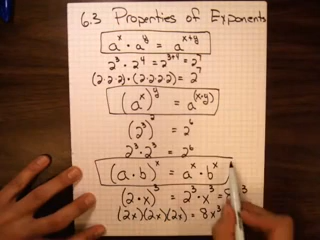 6.3 Properties of Exponents
a^x · a^y = a^(x+y)
2^3 · 2^4 = 2^(3+4) = 2^7
(2·2·2)·(2·2·2·2) = 2^7
(a^x)^y = a^(x·y)
(2^3)^2 = 2^6
2^3 · 2^3 = 2^6
(a·b)^x = a^x · b^x
(2·x)^3 = 2^3 · x^3 = 8 3
(2x)(2x)(2x) = 8x^3